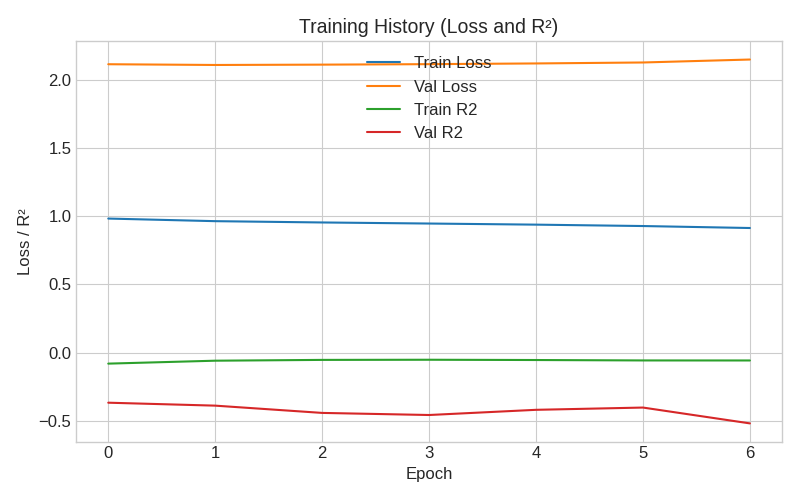 Training History (Loss and R²)
Train Loss
Val Loss
Train R2
Val R2
Loss / R²
2.0
1.5
1.0
0.5
0.0
−0.5
0 1 2 3 4 5 6
Epoch